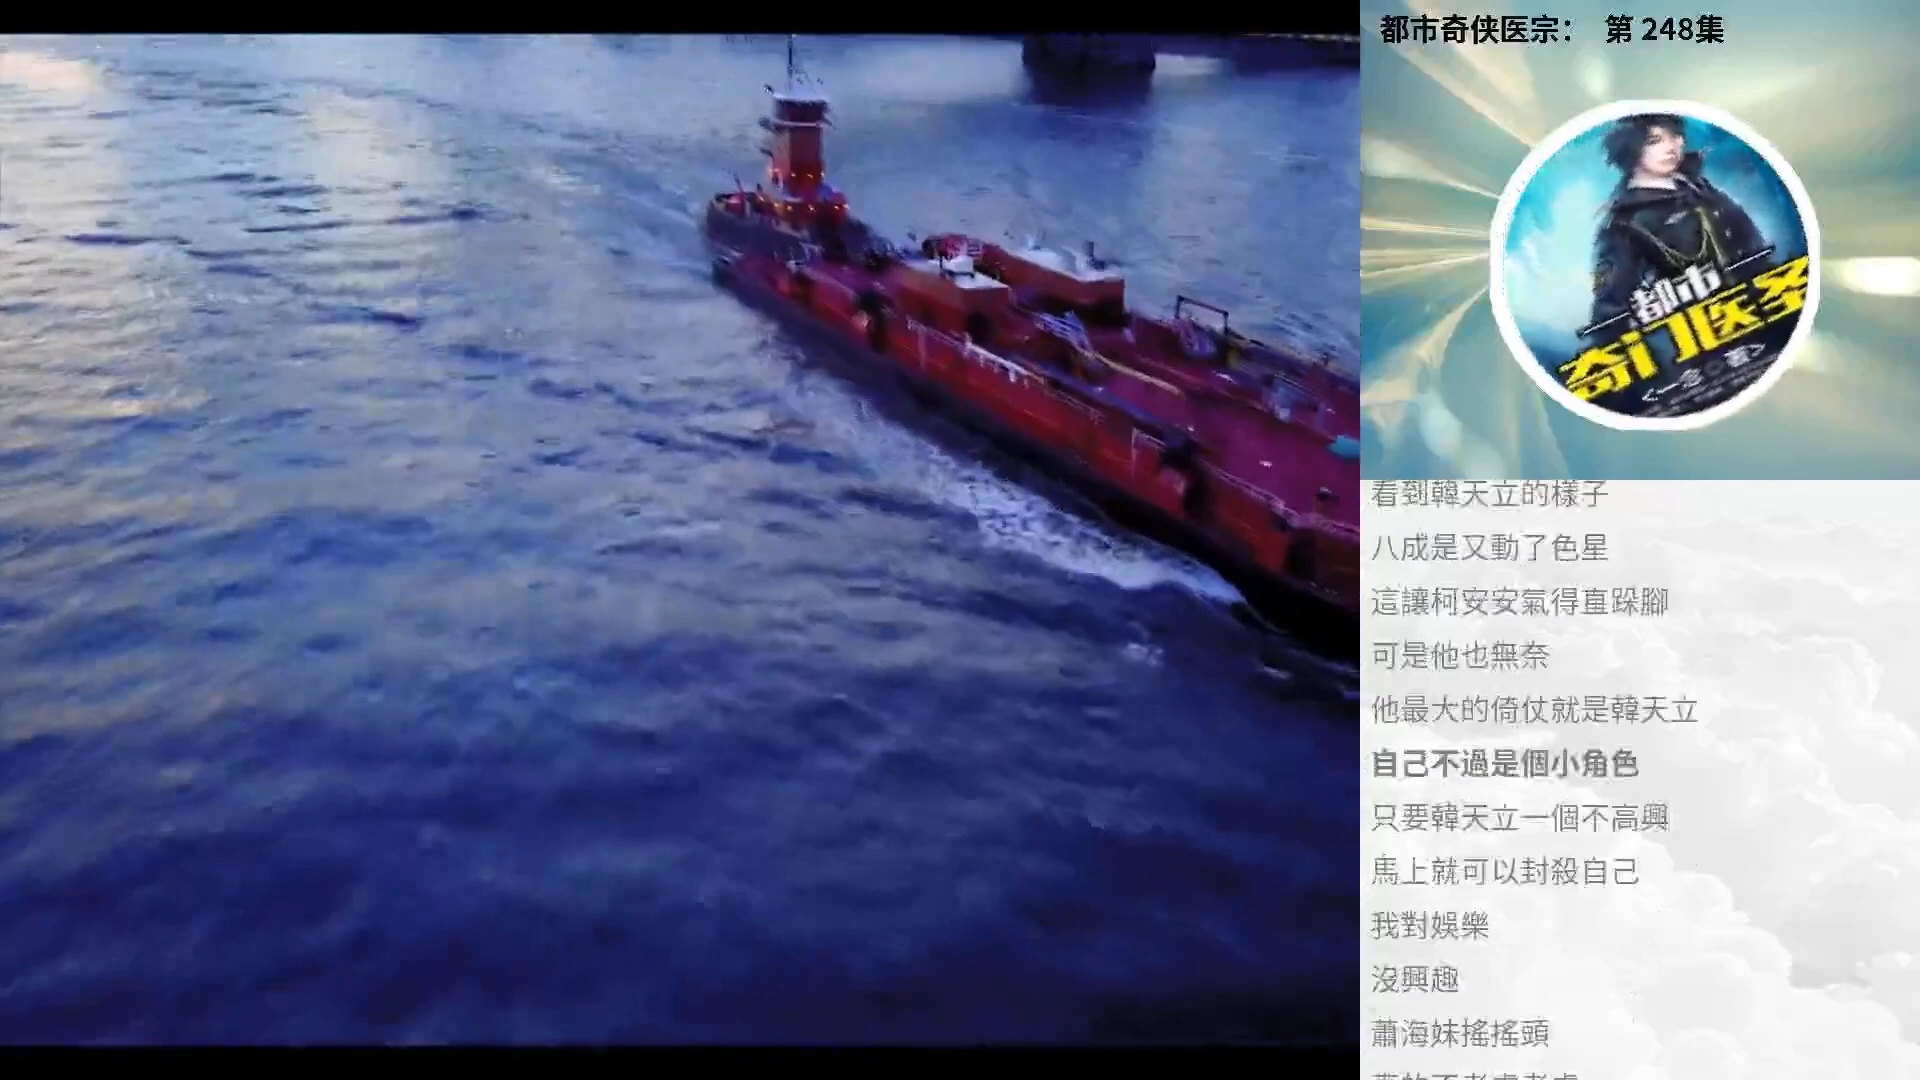 都市奇侠医宗： 第 248集
都市
奇门医圣
看到韓天立的樣子
八成是又動了色星
這讓柯安安氣得直跺腳
可是他也無奈
他最大的倚仗就是韓天立
自己不過是個小角色
只要韓天立一個不高興
馬上就可以封殺自己
我對娛樂
沒興趣
蕭海妹搖搖頭